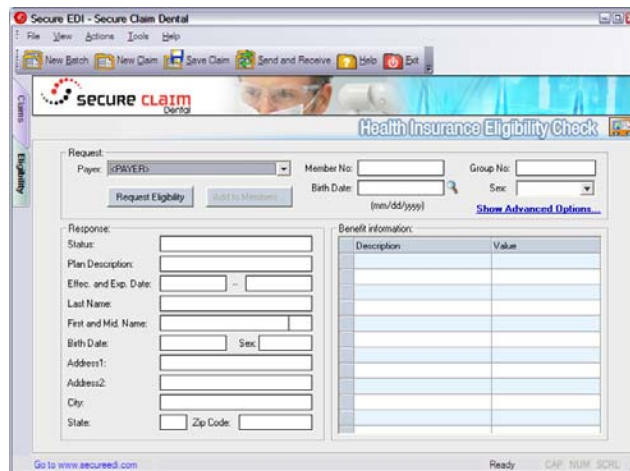 Secure EDI - Secure Claim Dental
File View Actions Tools Help
New Batch New Claim Save Claim Send and Receive Help Exit
SECURE CLAIM
Dental
Claims
Eligibility
Health Insurance Eligibility Check
Request:
Payer: <PAYER> Member No: Group No:
Birth Date: Sex:
Request Eligibility Add to Members...
(mm/dd/yyyy) Show Advanced Options...
Response: Benefit information:
Status: Description Value
Plan Description:
Effec. and Exp. Date: --
Last Name:
First and Mid. Name:
Birth Date: Sex:
Address1:
Address2:
City:
State: Zip Code:
Go to www.secureedi.com Ready CAP NUM SCRL